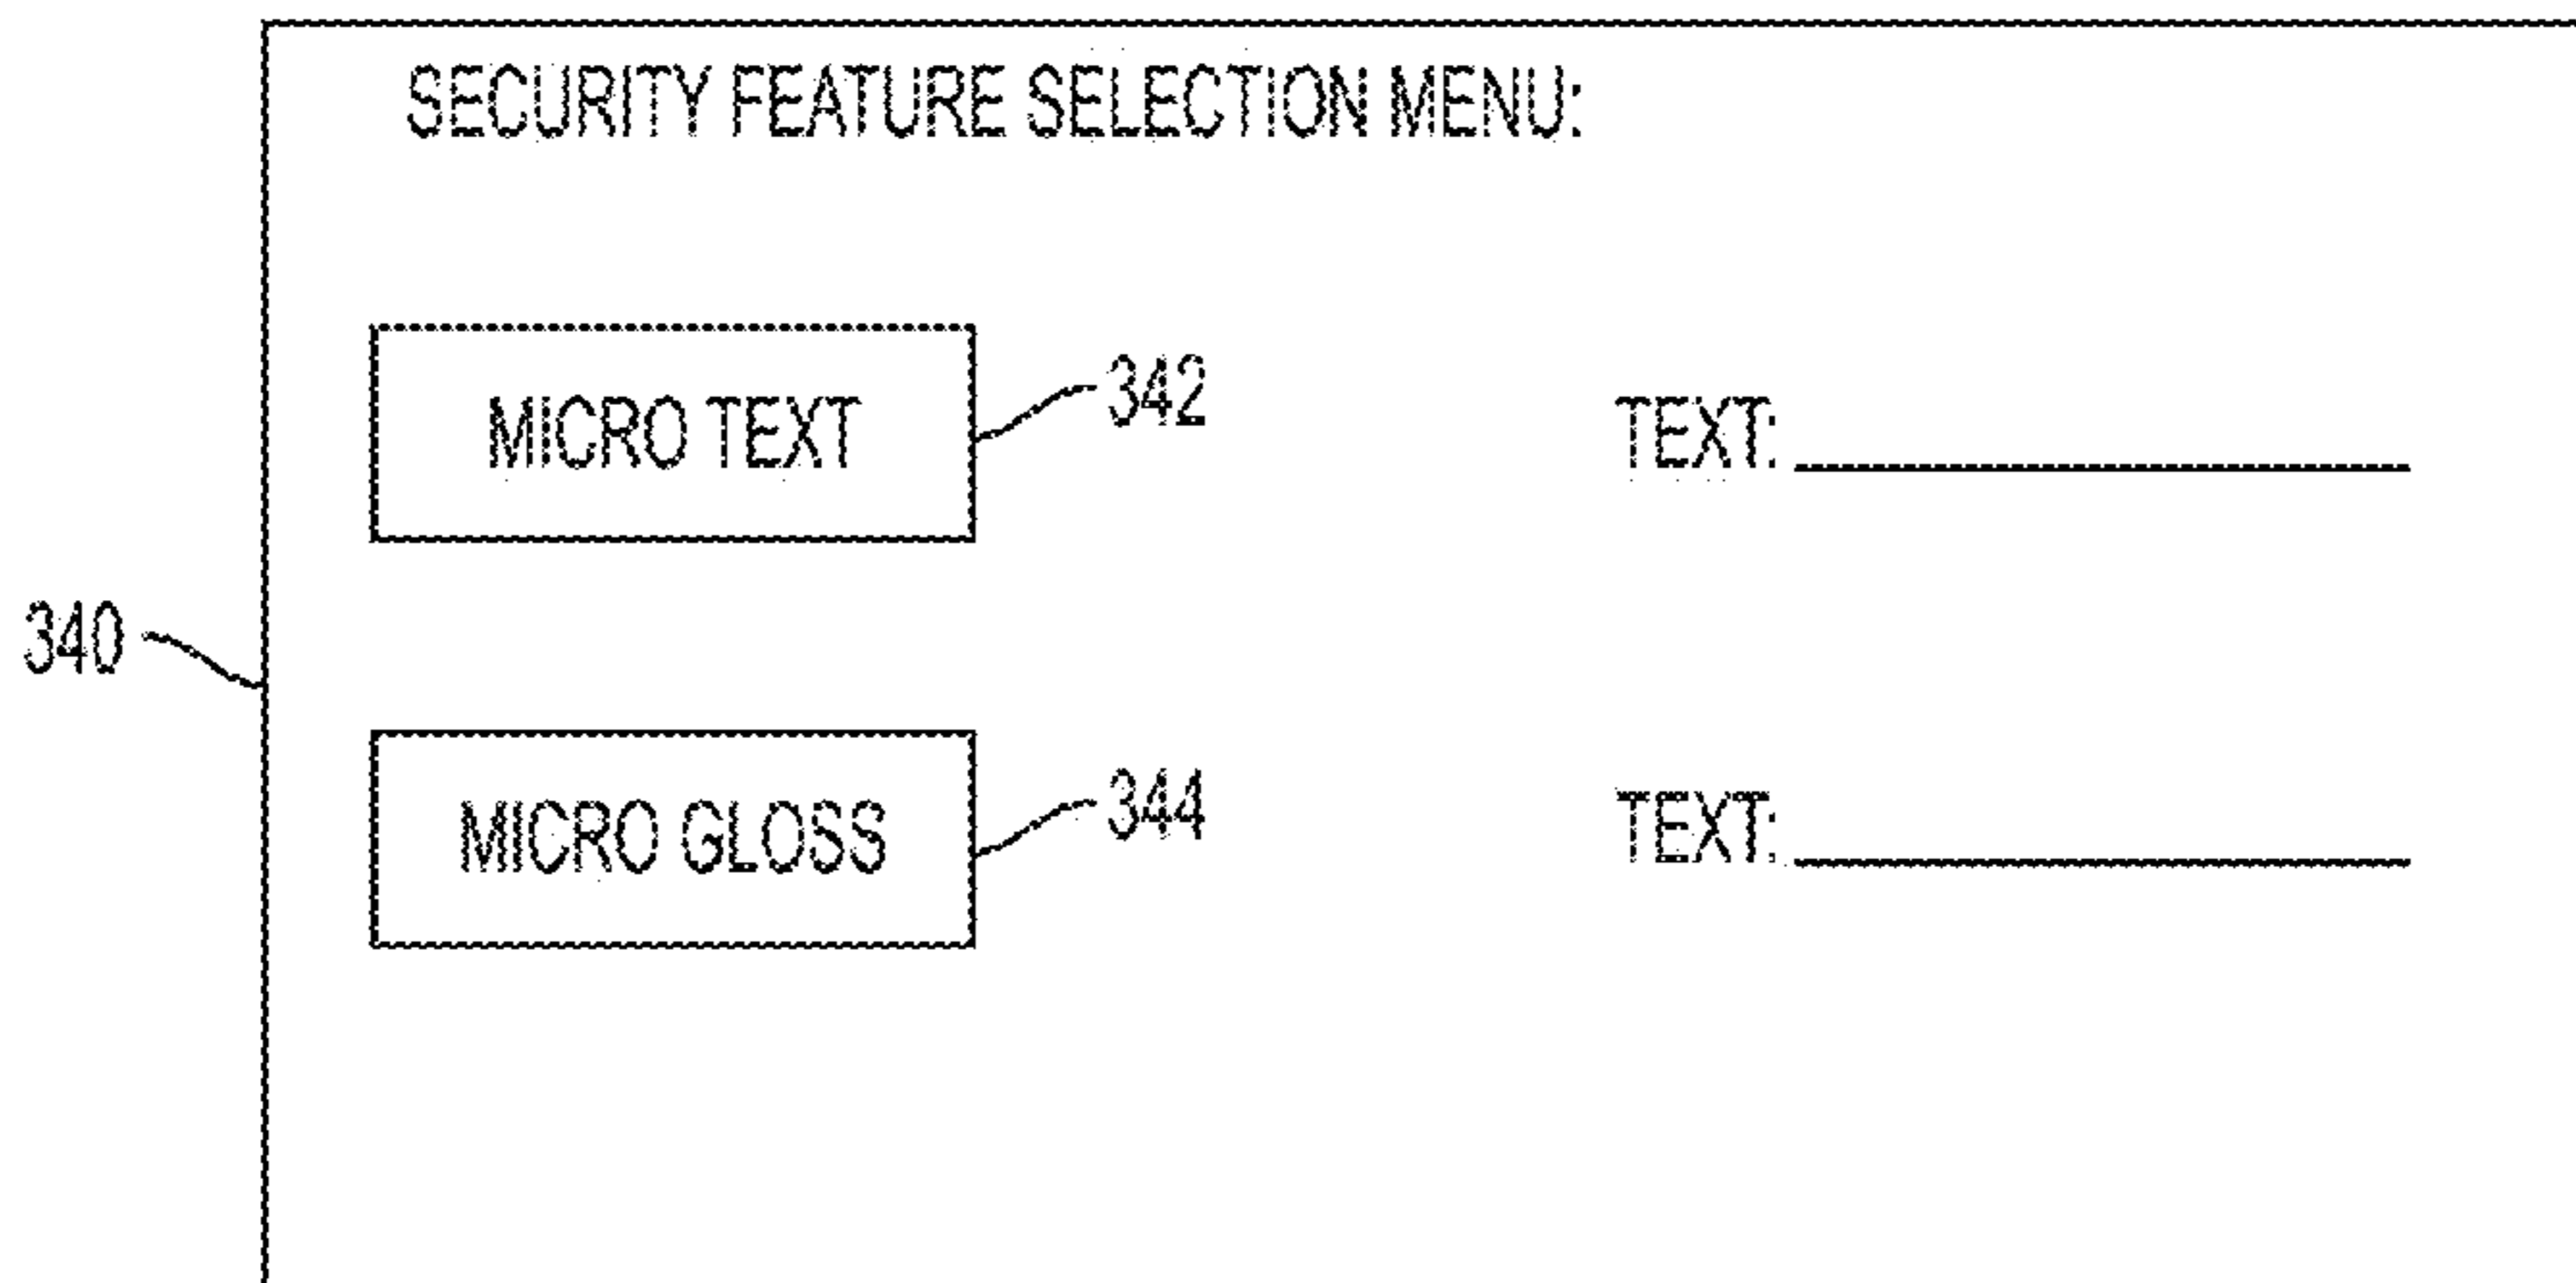 SECURITY FEATURE SELECTION MENU:
MICRO TEXT 342 TEXT: 
340
MICRO GLOSS 344 TEXT: